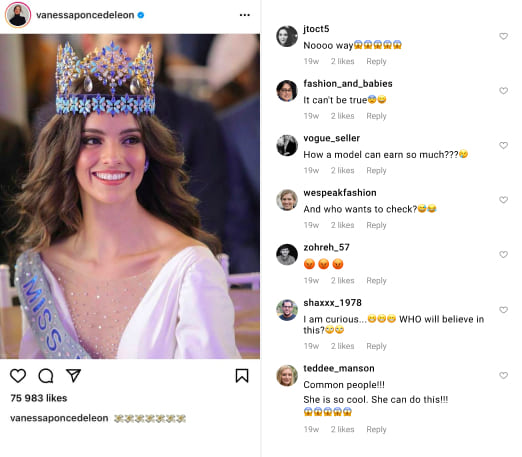 vanessaponcedeleon
MISS
75 983 likes
vanessaponcedeleon 💸💸💸💸💸💸💸
jtoct5
Noooo way😱😱😱😱😱
19w 2 likes Reply
fashion_and_babies
It can't be true😨😅
19w 2 likes Reply
vogue_seller
How a model can earn so much???😋
19w 2 likes Reply
wespeakfashion
And who wants to check?😅😂
19w 2 likes Reply
zohreh_57
😡😡😡
19w 2 likes Reply
shaxxx_1978
I am curious...😋😋😋 WHO will believe in
this?🤣🤣
19w 2 likes Reply
teddee_manson
Common people!!!
She is so cool. She can do this!!!
😱😱😱😱😱
19w 2 likes Reply